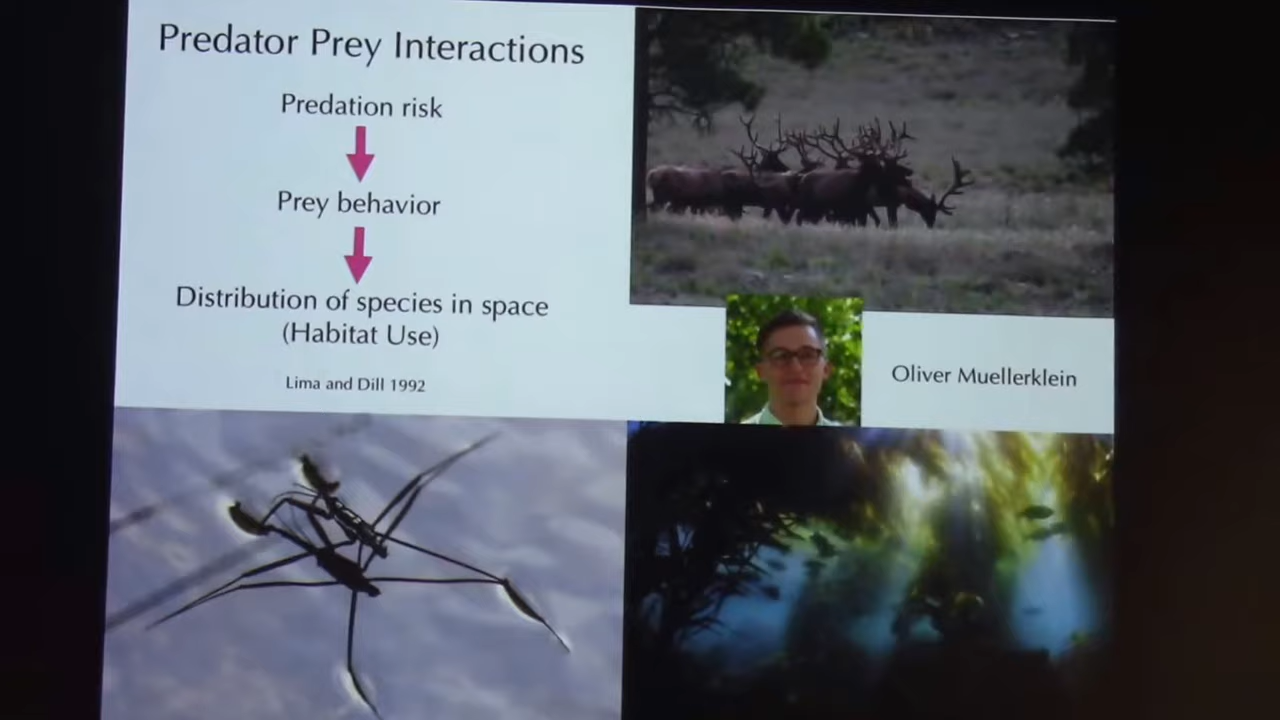 Predator Prey Interactions
Predation risk
Prey behavior
Distribution of species in space
(Habitat Use)
Lima and Dill 1992
Oliver Muellerklein